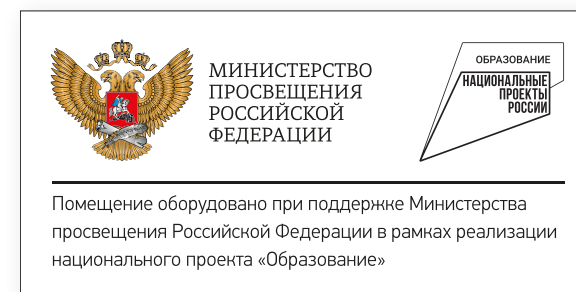 МИНИСТЕРСТВО
ПРОСВЕЩЕНИЯ
РОССИЙСКОЙ
ФЕДЕРАЦИИ
ОБРАЗОВАНИЕ
НАЦИОНАЛЬНЫЕ
ПРОЕКТЫ
РОССИИ
Помещение оборудовано при поддержке Министерства
просвещения Российской Федерации в рамках реализации
национального проекта «Образование»